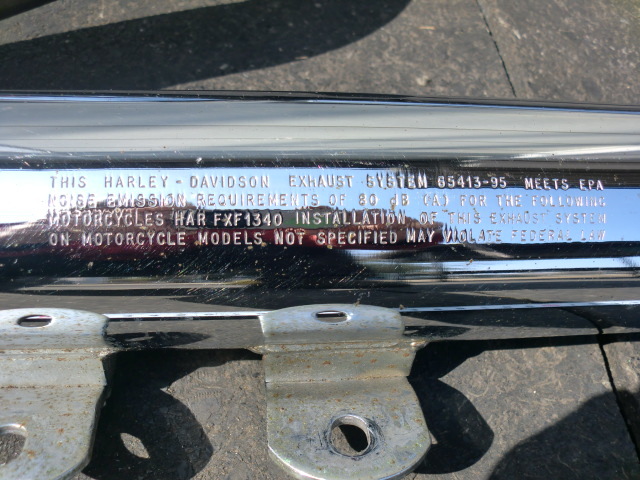 THIS HARLEY-DAVIDSON EXHAUST SYSTEM 65413-95 MEETS EPA
NOISE EMISSION REQUIREMENTS OF 80 dB (A) FOR THE FOLLOWING
MOTORCYCLES HAR FXF1340 INSTALLATION OF THIS EXHAUST SYSTEM
ON MOTORCYCLE MODELS NOT SPECIFIED MAY VIOLATE FEDERAL LAW